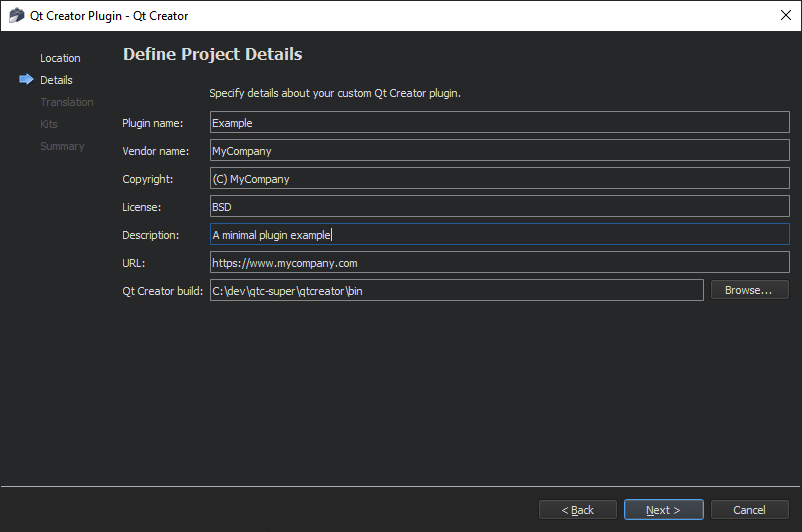 Qt Creator Plugin - Qt Creator
Location
Details
Translation
Kits
Summary
Define Project Details
Specify details about your custom Qt Creator plugin.
Plugin name: Example
Vendor name: MyCompany
Copyright: (C) MyCompany
License: BSD
Description: A minimal plugin example
URL: https://www.mycompany.com
Qt Creator build: C:\dev\qtc-super\qtcreator\bin Browse...
< Back Next > Cancel